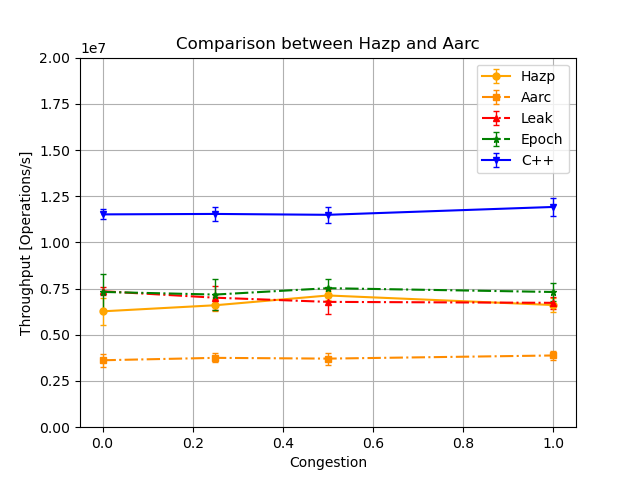 Comparison between Hazp and Aarc
1e7
2.00
1.75
1.50
1.25
1.00
0.75
0.50
0.25
0.00
Throughput [Operations/s]
0.0 0.2 0.4 0.6 0.8 1.0
Congestion
Hazp
Aarc
Leak
Epoch
C++